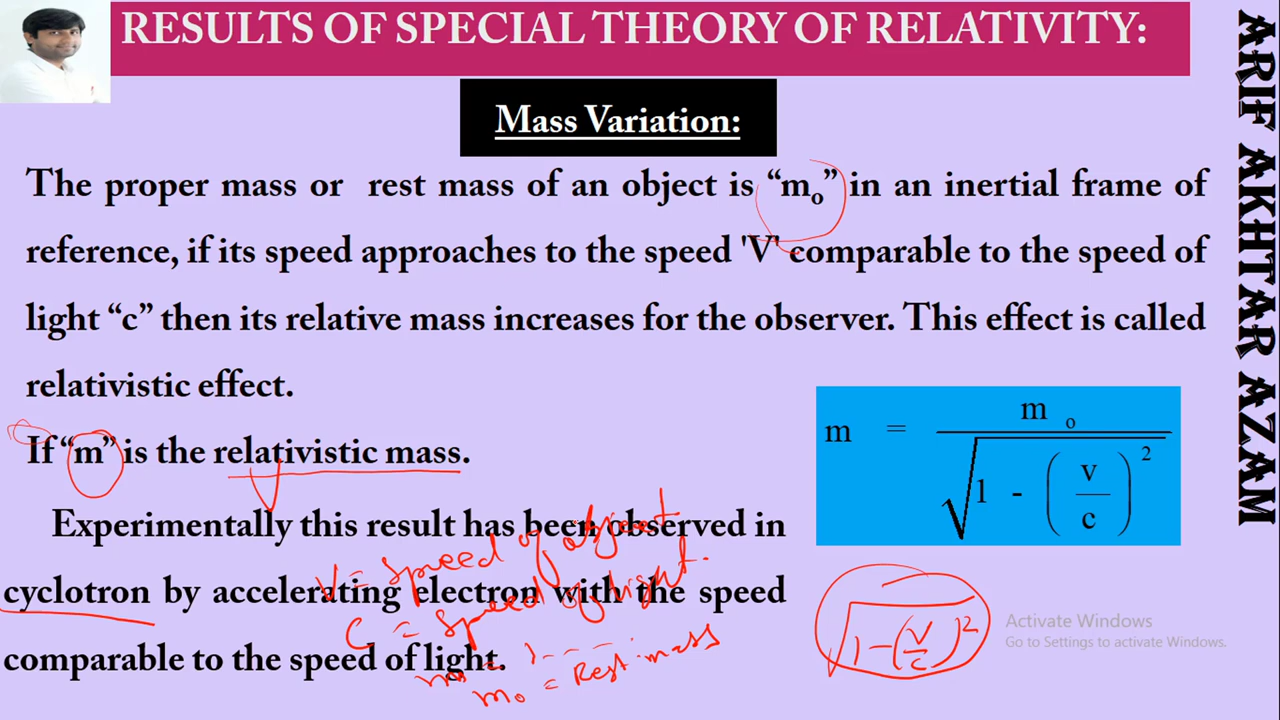 RESULTS OF SPECIAL THEORY OF RELATIVITY:
Mass Variation:
The proper mass or rest mass of an object is “mo” in an inertial frame of
reference, if its speed approaches to the speed 'V' comparable to the speed of
light “c” then its relative mass increases for the observer. This effect is called
relativistic effect.
If “m” is the relativistic mass.
m = mo / √1 - (v/c)2
Experimentally this result has been observed in
cyclotron by accelerating electron with the speed
comparable to the speed of light.
V = speed of object
c = speed of light.
mo = Rest mass
√1-(v/c)2
Activate Windows
Go to Settings to activate Windows.
ARIF AKHTAR AZAM